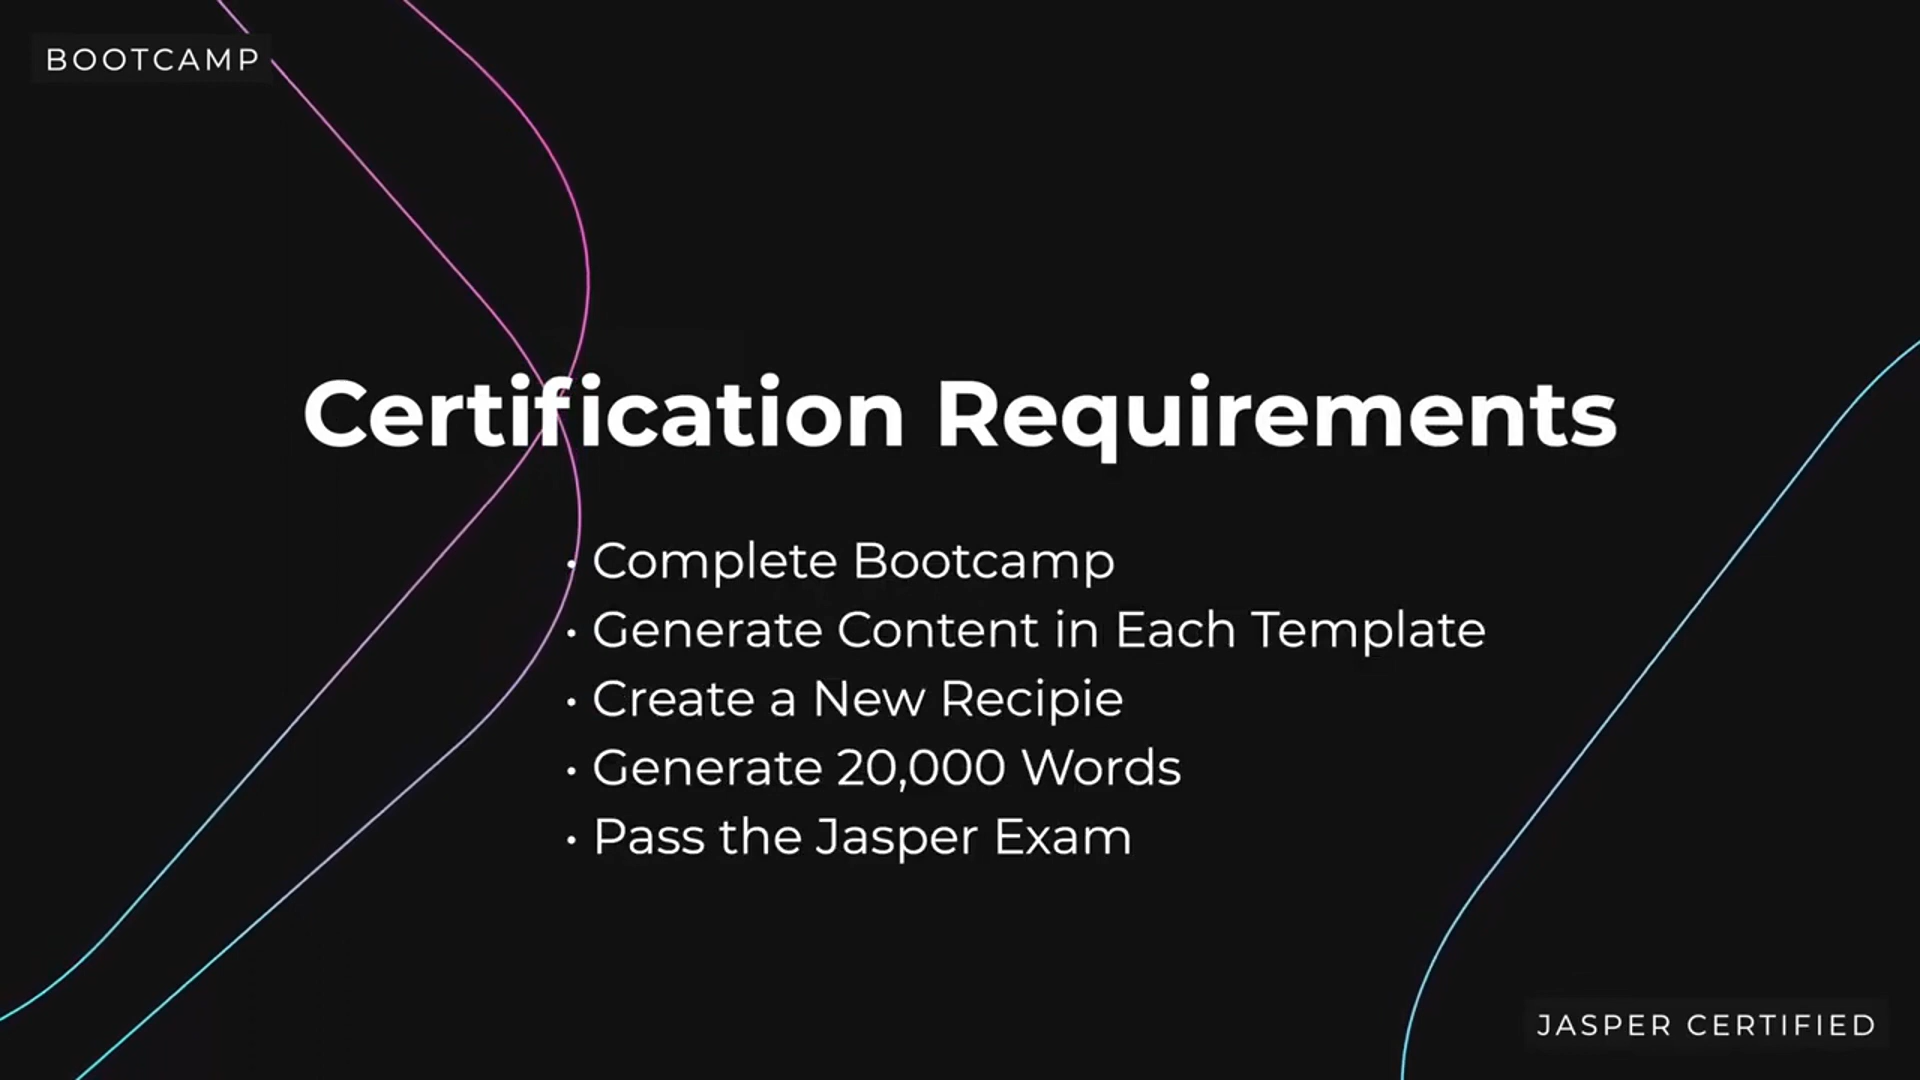 BOOTCAMP
Certification Requirements
• Complete Bootcamp
• Generate Content in Each Template
• Create a New Recipie
• Generate 20,000 Words
• Pass the Jasper Exam
JASPER CERTIFIED